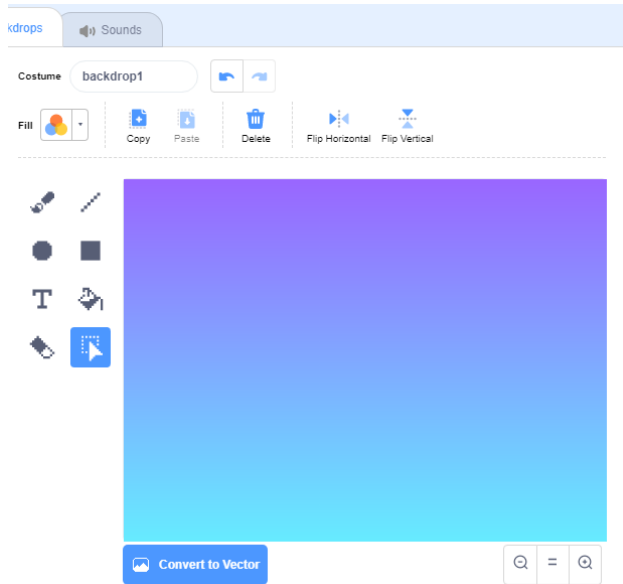 kdrops Sounds
Costume backdrop1
Fill Copy Paste Delete Flip Horizontal Flip Vertical
T
Convert to Vector